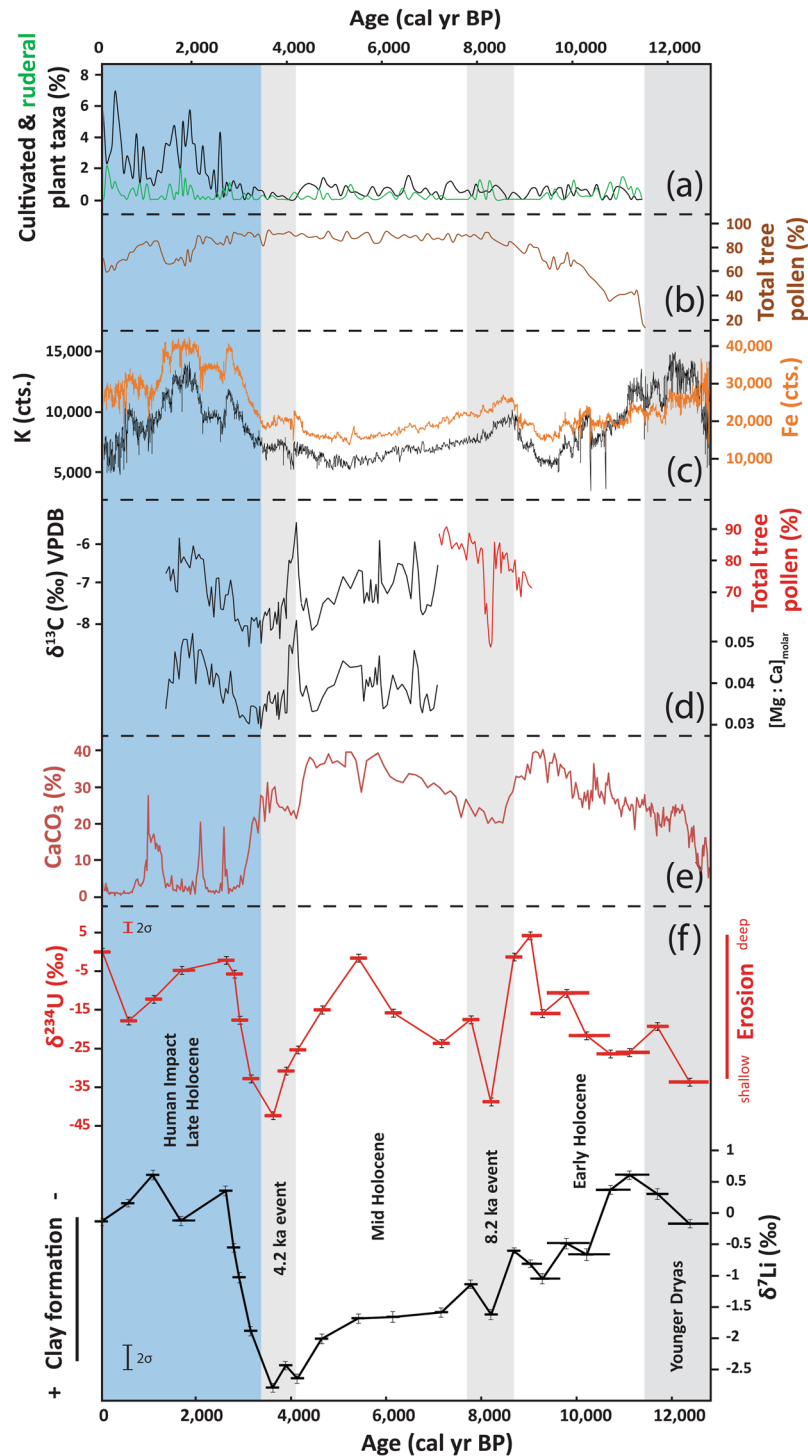 Age (cal yr BP)
0 2,000 4,000 6,000 8,000 10,000 12,000
Cultivated & ruderal
plant taxa (%)
8
6
4
2
0
(a)
100
80
60
40
20
Total tree
pollen (%)
(b)
K (cts.)
15,000
10,000
5,000
40,000
30,000
20,000
10,000
Fe (cts.)
(c)
δ¹³C (‰) VPDB
-6
-7
-8
90
80
70
Total tree
pollen (%)
0.05
0.04
0.03
[Mg : Ca]molar
(d)
CaCO₃ (%)
40
30
20
10
0
(e)
δ²³⁴U (‰)
5
-5
-15
-25
-35
-45
2σ
(f)
deep
Erosion
shallow
Human Impact
Late Holocene
4.2 ka event
Mid Holocene
8.2 ka event
Early Holocene
Younger Dryas
+ Clay formation -
2σ
1
0.5
0
-0.5
-1
-1.5
-2
-2.5
δ⁷Li (‰)
0 2,000 4,000 6,000 8,000 10,000 12,000
Age (cal yr BP)